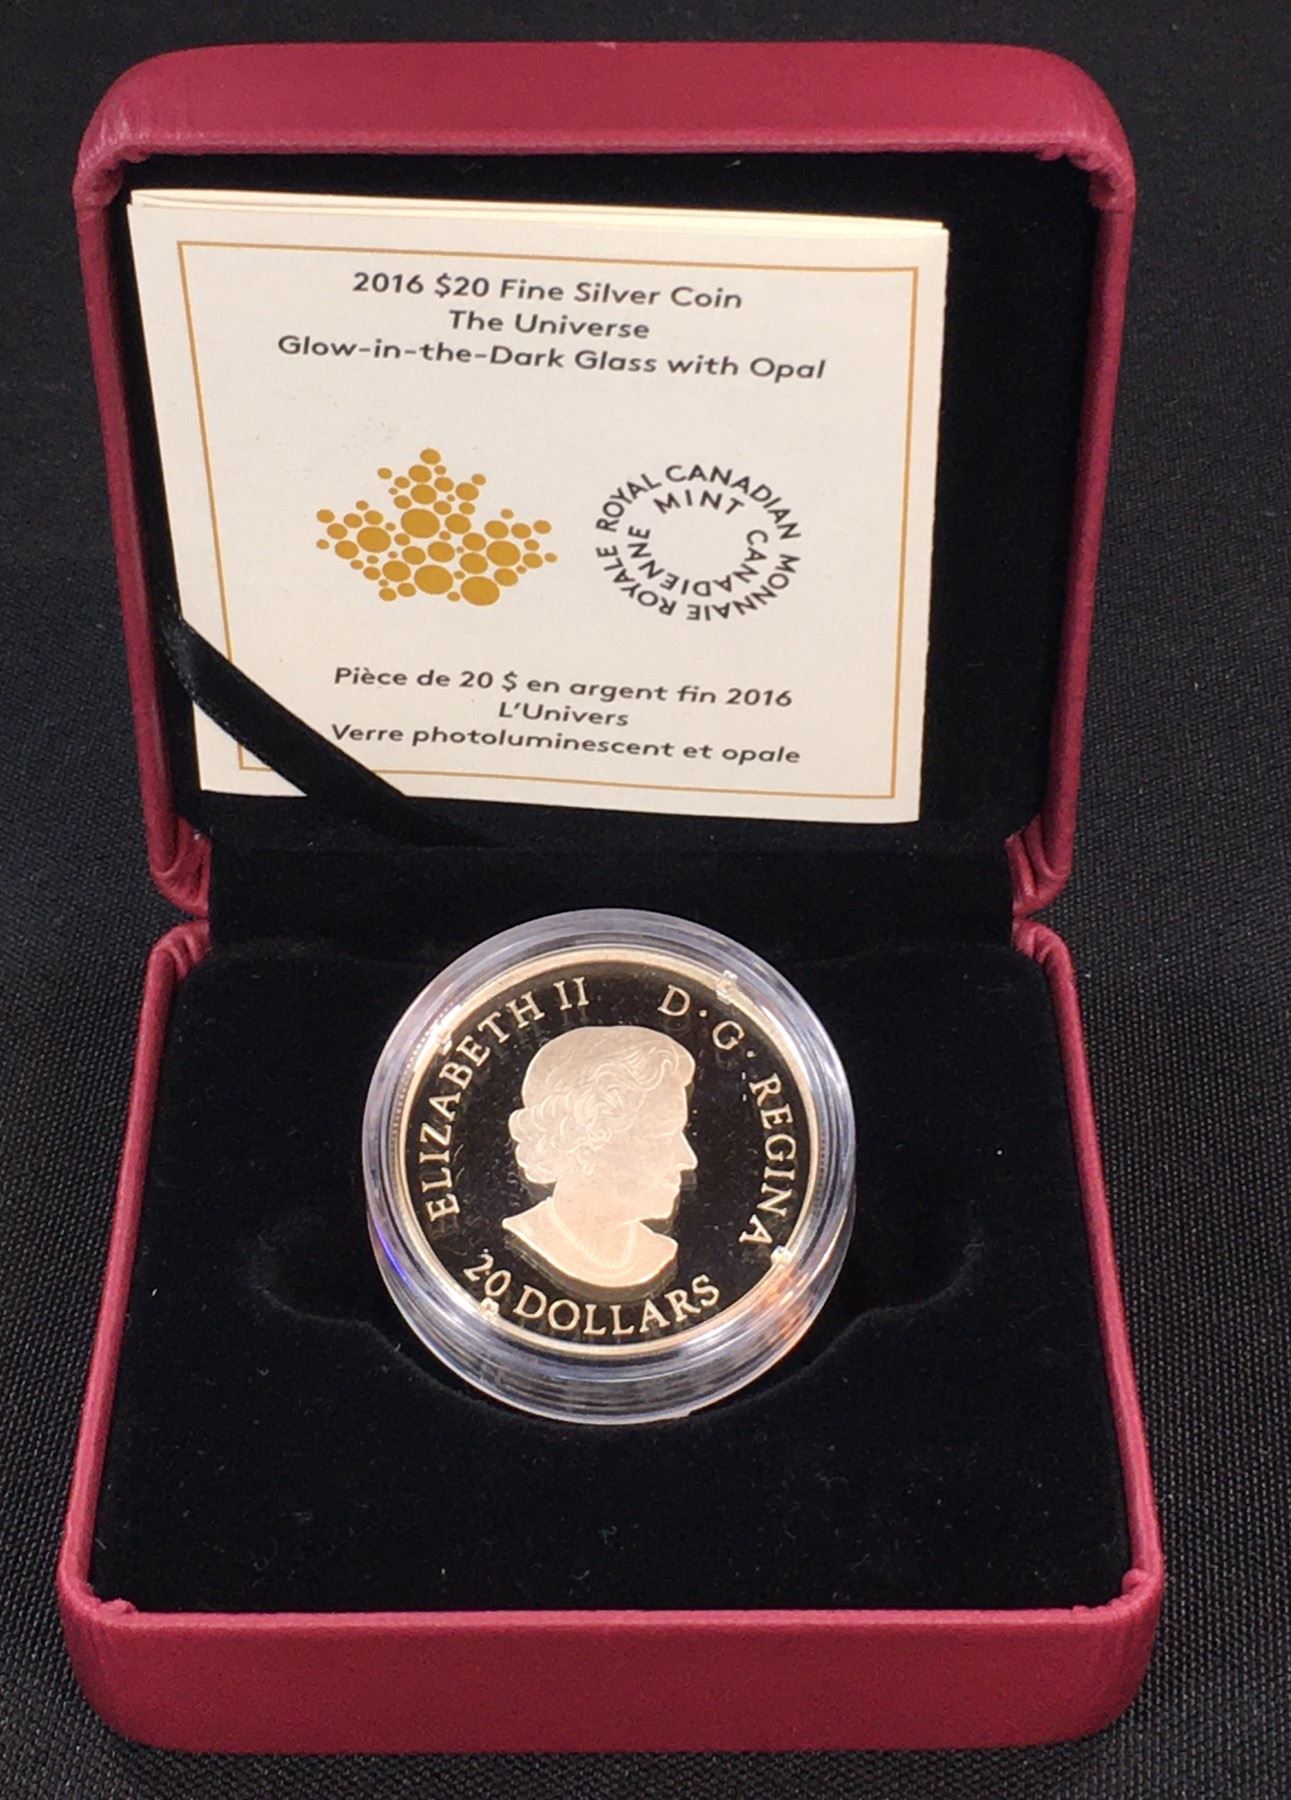 2016 $20 Fine Silver Coin
The Universe
Glow-in-the-Dark Glass with Opal
ROYAL CANADIAN MINT
MONNAIE ROYALE CANADIENNE
Pièce de 20 $ en argent fin 2016
L'Univers
Verre photoluminescent et opale
ELIZABETH II D·G·REGINA
20 DOLLARS